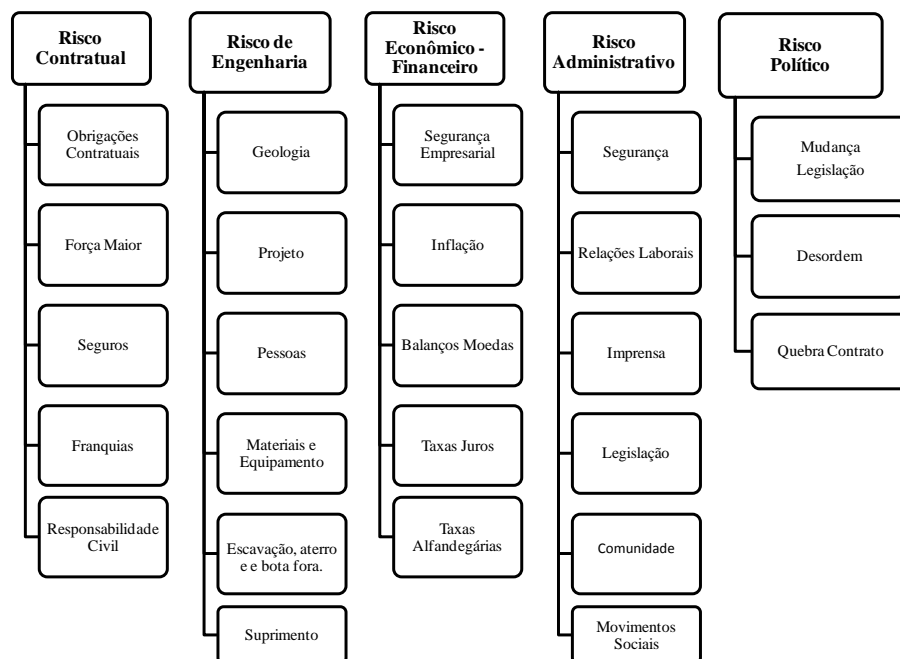 Risco
Contratual
Obrigações
Contratuais
Força Maior
Seguros
Franquias
Responsabilidade
Civil
Risco de
Engenharia
Geologia
Projeto
Pessoas
Materiais e
Equipamento
Escavação, aterro
e e bota fora.
Suprimento
Risco
Econômico -
Financeiro
Segurança
Empresarial
Inflação
Balanços Moedas
Taxas Juros
Taxas
Alfandegárias
Risco
Administrativo
Segurança
Relações Laborais
Imprensa
Legislação
Comunidade
Movimentos
Sociais
Risco
Político
Mudança
Legislação
Desordem
Quebra Contrato